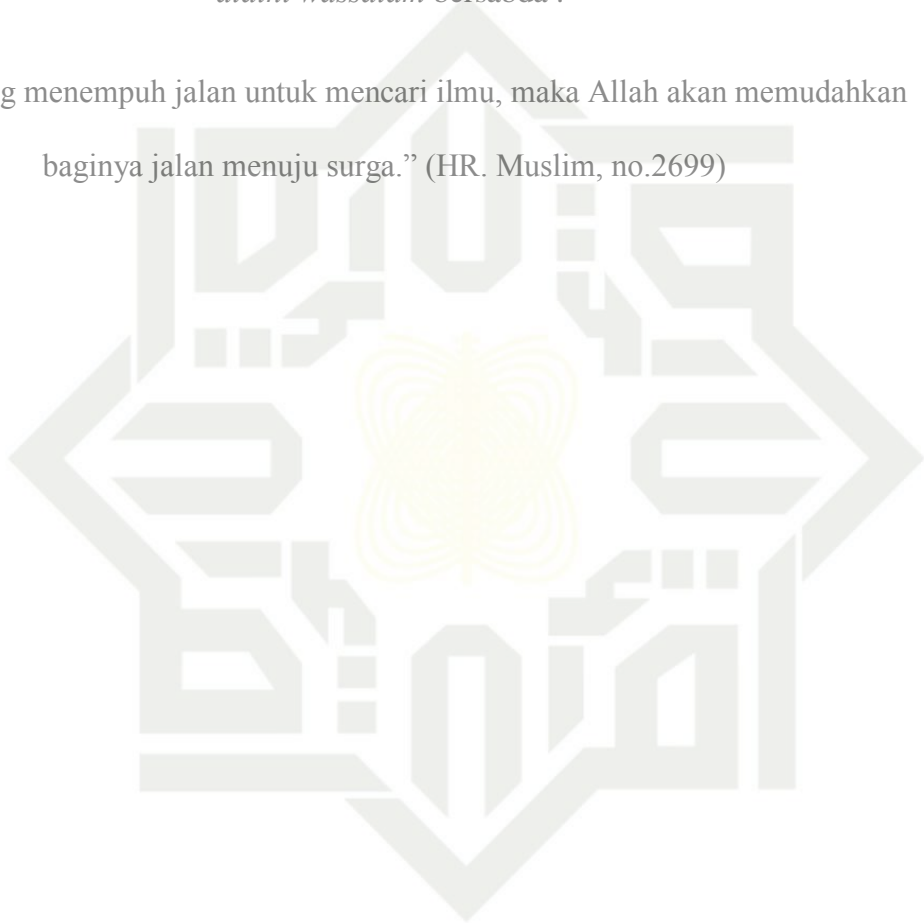 g menempuh jalan untuk mencari ilmu, maka Allah akan memudahkan
baginya jalan menuju surga.” (HR. Muslim, no.2699)